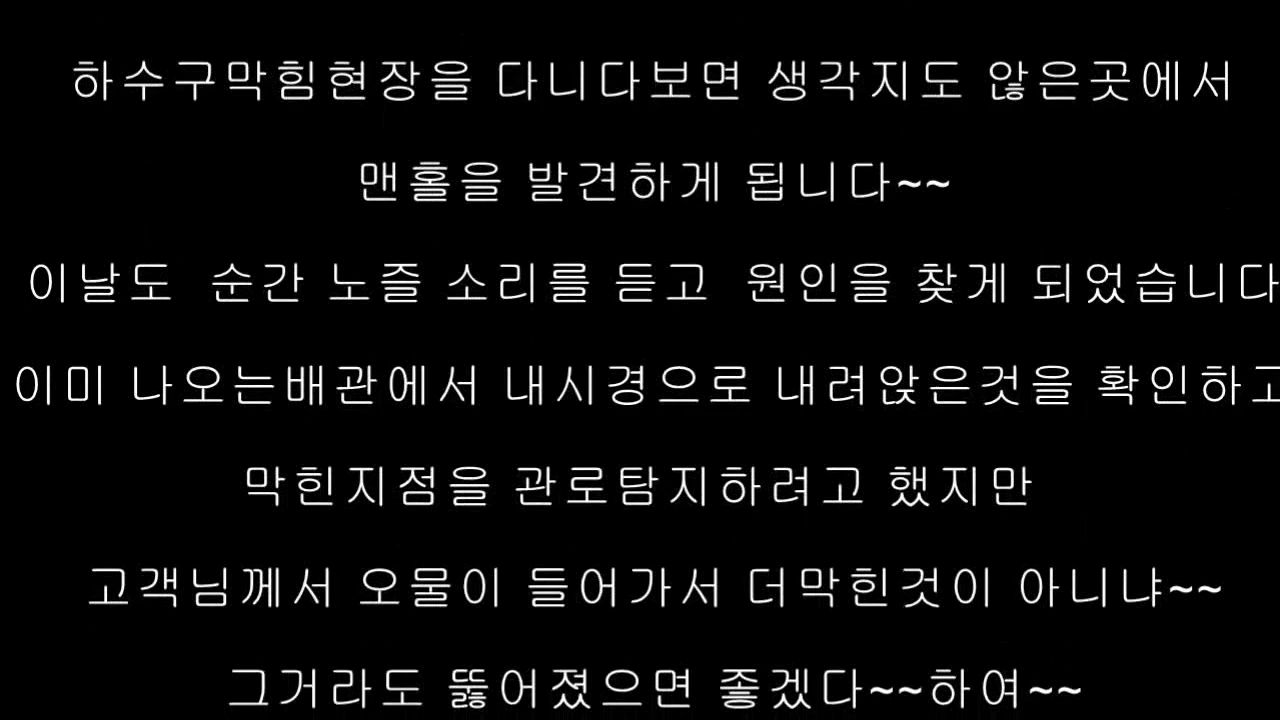 하수구막힘현장을 다니다보면 생각지도 않은곳에서
맨홀을 발견하게 됩니다~~
이날도 순간 노즐 소리를 듣고 원인을 찾게 되었습니다
이미 나오는배관에서 내시경으로 내려앉은것을 확인하고
막힌지점을 관로탐지하려고 했지만
고객님께서 오물이 들어가서 더막힌것이 아니냐~~
그거라도 뚫어졌으면 좋겠다~~하여~~